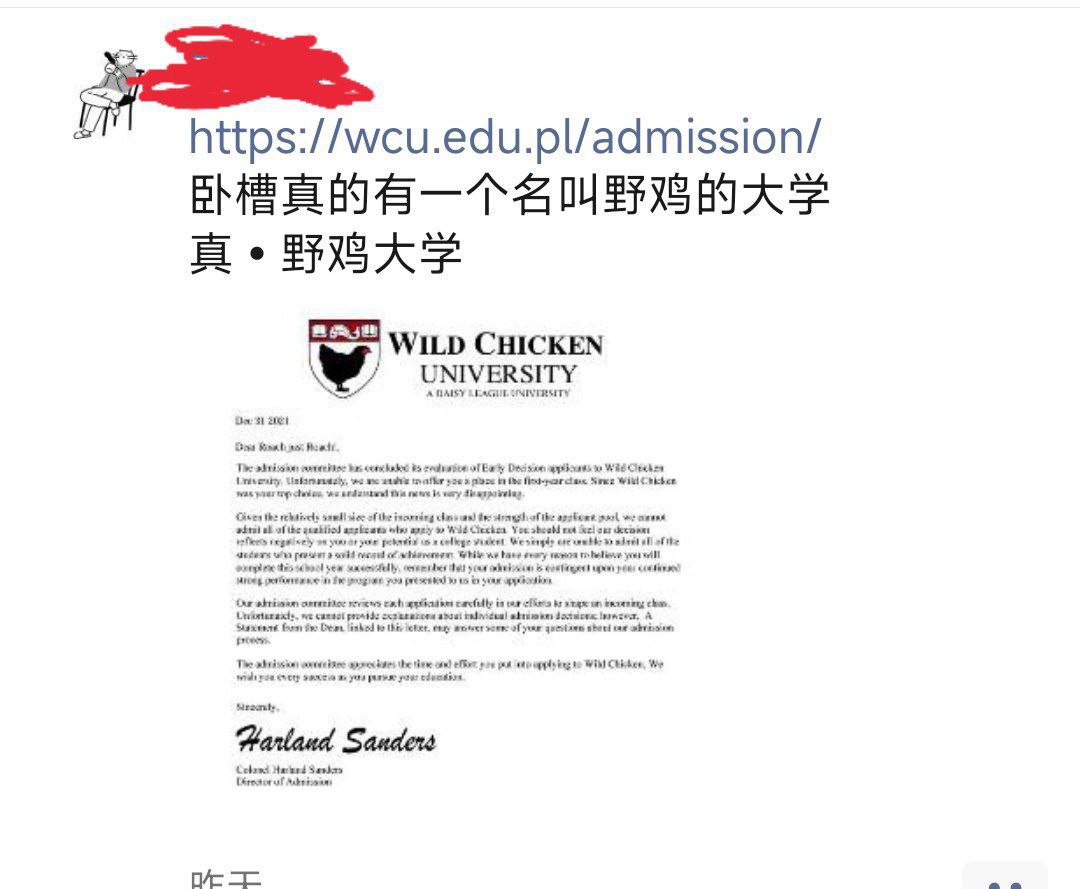 https://wcu.edu.pl/admission/
卧槽真的有一个名叫野鸡的大学
真•野鸡大学
WILD CHICKEN
UNIVERSITY
A DAISY LEAGUE UNIVERSITY
Dec 31 2021
Dear Roach just Roach!,
The admission committee has concluded its evaluation of Early Decision applicants to Wild Chicken
University. Unfortunately, we are unable to offer you a place in the first-year class. Since Wild Chicken
was your top choice, we understand this news is very disappointing.
Given the relatively small size of the incoming class and the strength of the applicant pool, we cannot
admit all of the qualified applicants who apply to Wild Chicken. You should not feel our decision
reflects negatively on you or your potential as a college student. We simply are unable to admit all of the
students who present a solid record of achievement. While we have every reason to believe you will
complete this school year successfully, remember that your admission is contingent upon your continued
strong performance in the program you presented to us in your application.
Our admission committee reviews each application carefully in our efforts to shape an incoming class.
Unfortunately, we cannot provide explanations about individual admission decisions; however, A
Statement from the Dean, linked to this letter, may answer some of your questions about our admission
process.
The admission committee appreciates the time and effort you put into applying to Wild Chicken. We
wish you every success as you pursue your education.
Sincerely,
Harland Sanders
Colonel Harland Sanders
Director of Admission
昨天